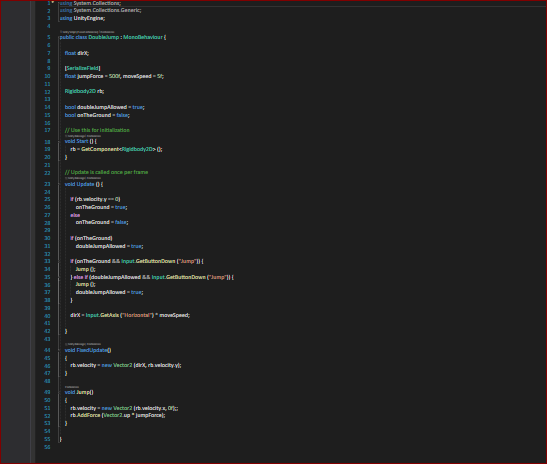 1 using System.Collections;
2 using System.Collections.Generic;
3 using UnityEngine;
4
5 public class DoubleJump : MonoBehaviour {
6
7 float dirX;
8
9 [SerializeField]
10 float jumpForce = 500f, moveSpeed = 5f;
11
12 Rigidbody2D rb;
13
14 bool doubleJumpAllowed = true;
15 bool onTheGround = false;
16
17 // Use this for initialization
18 void Start () {
19 rb = GetComponent<Rigidbody2D> ();
20 }
21
22 // Update is called once per frame
23 void Update () {
24
25 if (rb.velocity.y == 0)
26 onTheGround = true;
27 else
28 onTheGround = false;
29
30 if (onTheGround)
31 doubleJumpAllowed = true;
32
33 if (onTheGround && Input.GetButtonDown ("Jump")) {
34 Jump ();
35 } else if (doubleJumpAllowed && Input.GetButtonDown ("Jump")) {
36 Jump ();
37 doubleJumpAllowed = true;
38 }
39
40 dirX = Input.GetAxis ("Horizontal") * moveSpeed;
41
42 }
43
44 void FixedUpdate()
45 {
46 rb.velocity = new Vector2 (dirX, rb.velocity.y);
47 }
48
49 void Jump()
50 {
51 rb.velocity = new Vector2 (rb.velocity.x, 0f);;
52 rb.AddForce (Vector2.up * jumpForce);
53 }
54
55 }
56